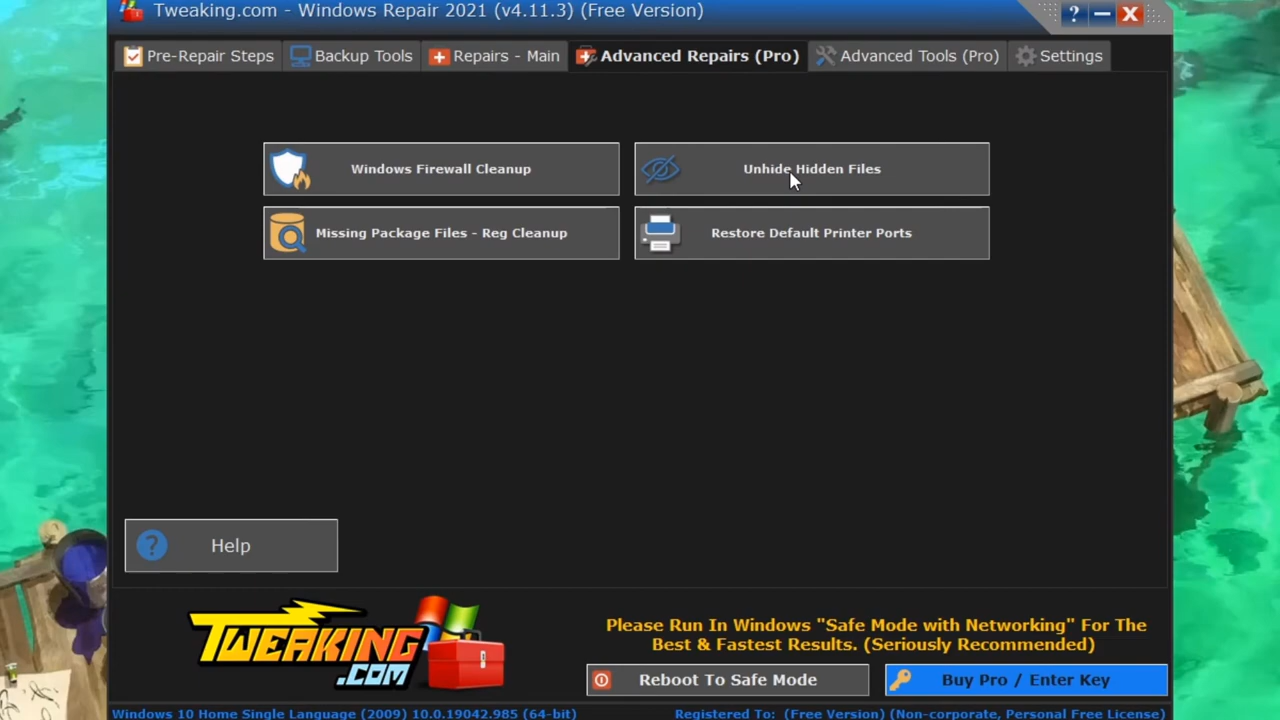 Tweaking.com - Windows Repair 2021 (v4.11.3) (Free Version)
?
X
Pre-Repair Steps
Backup Tools
Repairs - Main
Advanced Repairs (Pro)
Advanced Tools (Pro)
Settings
Windows Firewall Cleanup
Unhide Hidden Files
Missing Package Files - Reg Cleanup
Restore Default Printer Ports
? Help
TWEAKING
.COM
Please Run In Windows "Safe Mode with Networking" For The
Best & Fastest Results. (Seriously Recommended)
Reboot To Safe Mode
Buy Pro / Enter Key
Windows 10 Home Single Language (2009) 10.0.19042.985 (64-bit)
Registered To: (Free Version) (Non-corporate, Personal Free License)